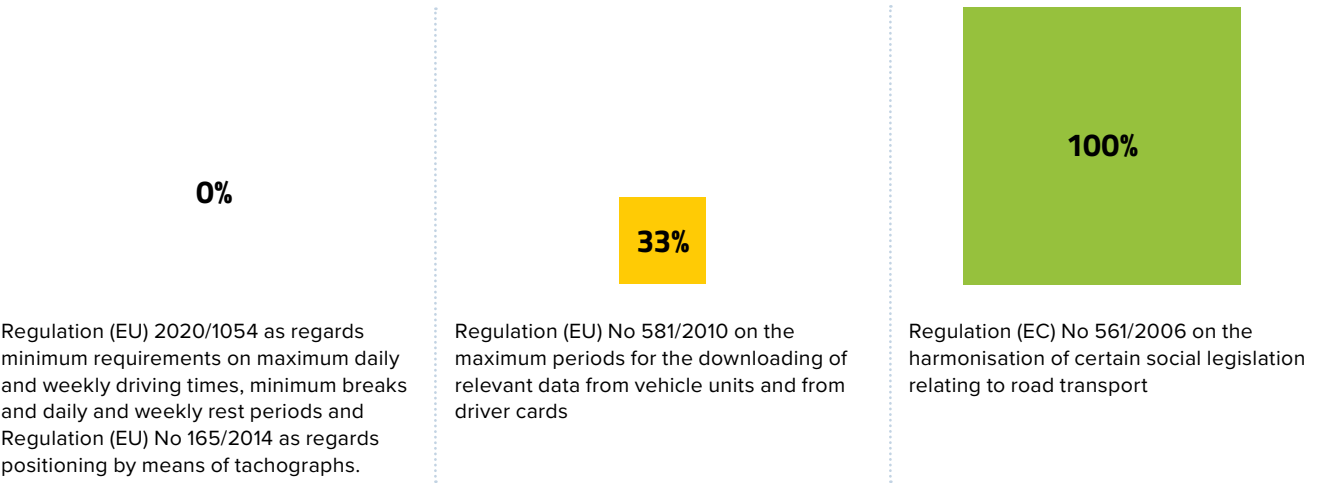 0%
Regulation (EU) 2020/1054 as regards
minimum requirements on maximum daily
and weekly driving times, minimum breaks
and daily and weekly rest periods and
Regulation (EU) No 165/2014 as regards
positioning by means of tachographs.
33%
Regulation (EU) No 581/2010 on the
maximum periods for the downloading of
relevant data from vehicle units and from
driver cards
100%
Regulation (EC) No 561/2006 on the
harmonisation of certain social legislation
relating to road transport